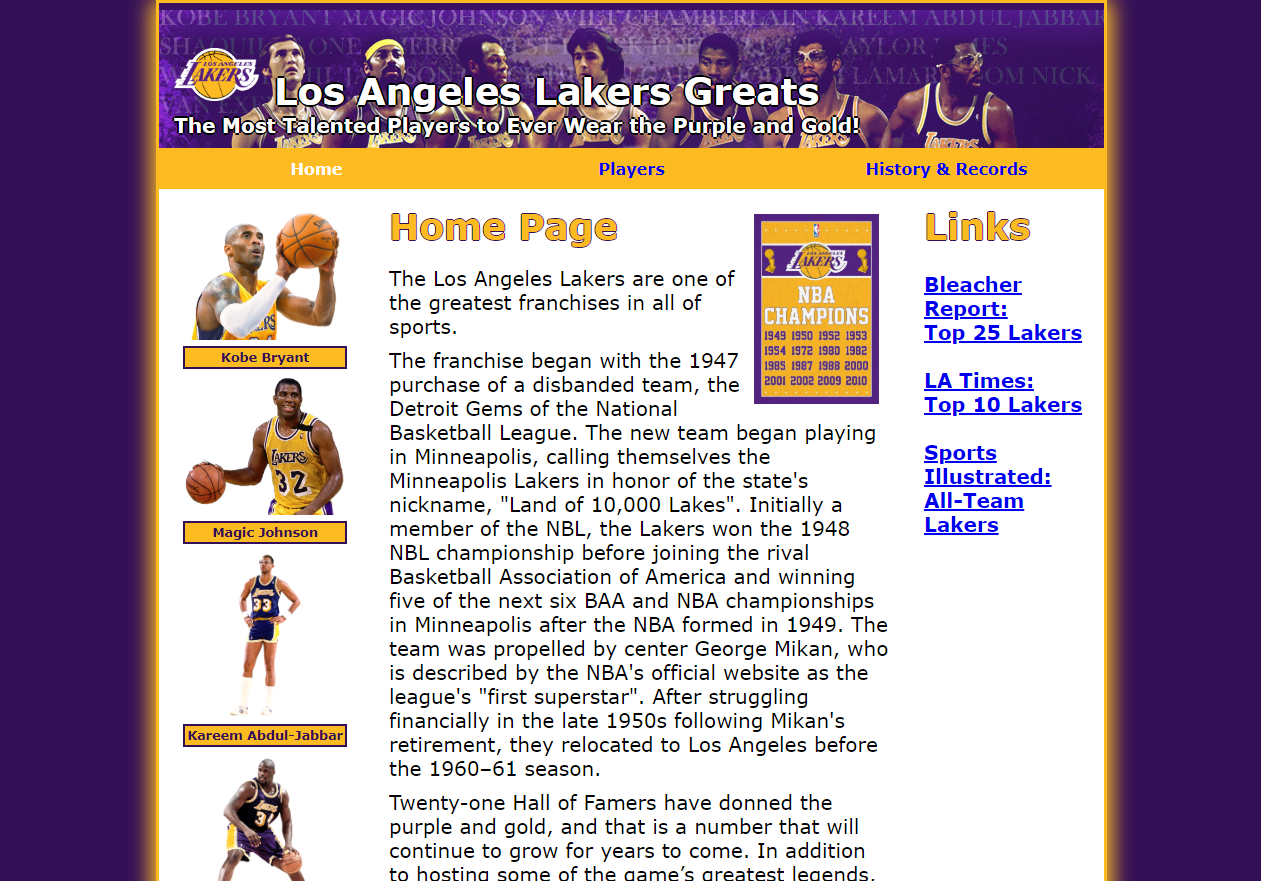 KOBE BRYANT MAGIC JOHNSON WILT CHAMBERLAIN KAREEM ABDUL JABBAR
LOS ANGELES
LAKERS
Los Angeles Lakers Greats
The Most Talented Players to Ever Wear the Purple and Gold!
Home
Players
History & Records
Kobe Bryant
LAKERS
32
Magic Johnson
33
Kareem Abdul-Jabbar
Home Page
LAKERS
NBA
CHAMPIONS
1949 1950 1952 1953
1954 1972 1980 1982
1985 1987 1988 2000
2001 2002 2009 2010
The Los Angeles Lakers are one of
the greatest franchises in all of
sports.
The franchise began with the 1947
purchase of a disbanded team, the
Detroit Gems of the National
Basketball League. The new team began playing
in Minneapolis, calling themselves the
Minneapolis Lakers in honor of the state's
nickname, "Land of 10,000 Lakes". Initially a
member of the NBL, the Lakers won the 1948
NBL championship before joining the rival
Basketball Association of America and winning
five of the next six BAA and NBA championships
in Minneapolis after the NBA formed in 1949. The
team was propelled by center George Mikan, who
is described by the NBA's official website as the
league's "first superstar". After struggling
financially in the late 1950s following Mikan's
retirement, they relocated to Los Angeles before
the 1960–61 season.
Twenty-one Hall of Famers have donned the
purple and gold, and that is a number that will
continue to grow for years to come. In addition
to hosting some of the game’s greatest legends,
Links
Bleacher
Report:
Top 25 Lakers
LA Times:
Top 10 Lakers
Sports
Illustrated:
All-Team
Lakers